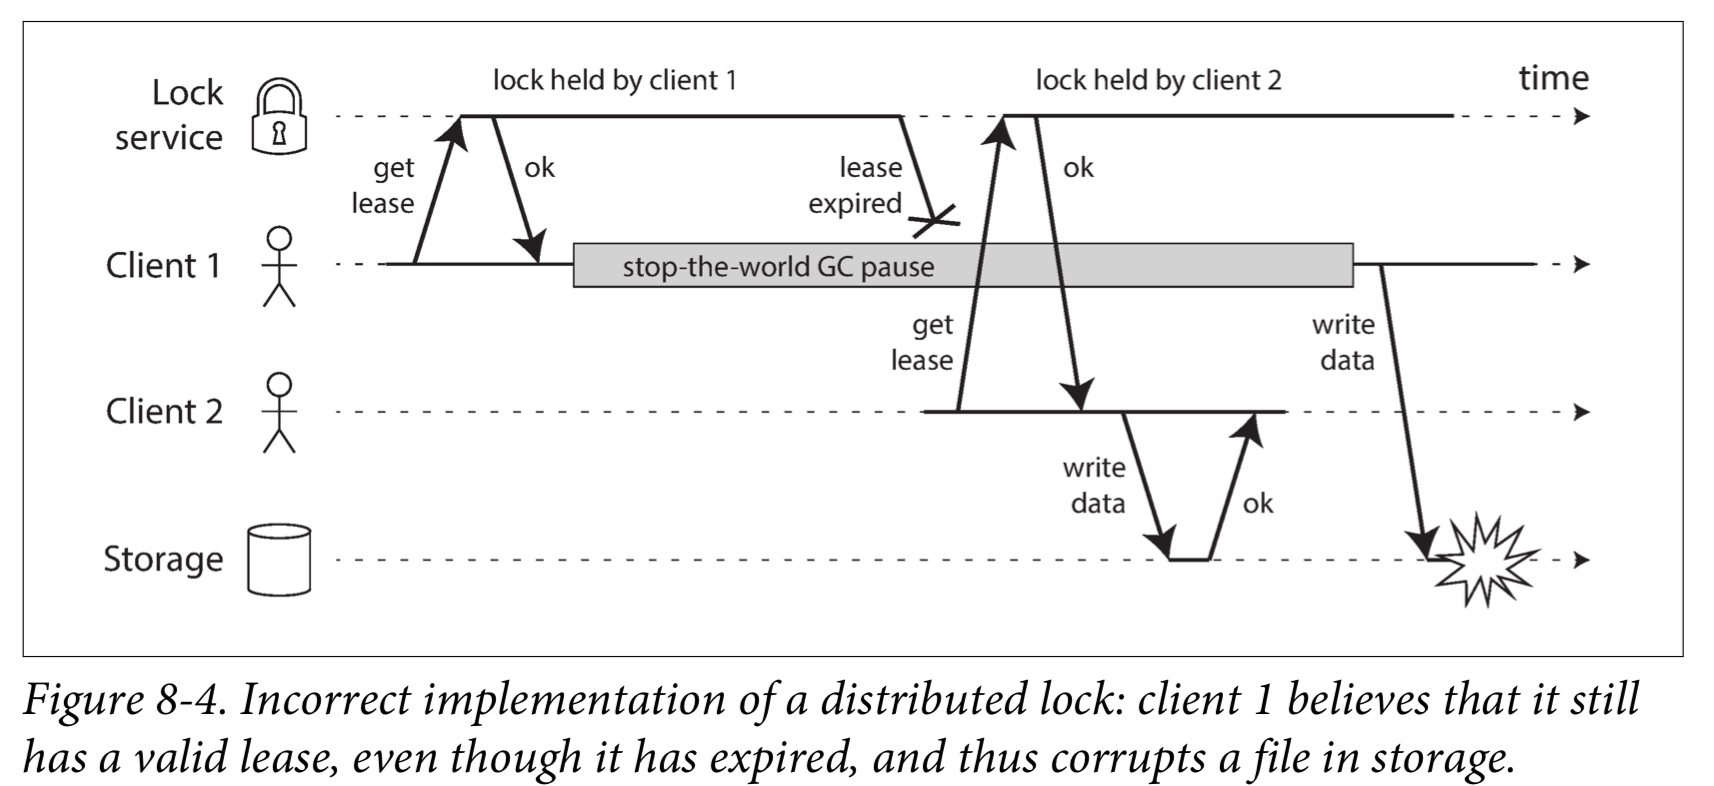 lock held by client 1
lock held by client 2
time
Lock
service
get
lease
ok
lease
expired
ok
Client 1
stop-the-world GC pause
get
lease
write
data
Client 2
write
data
ok
Storage
Figure 8-4. Incorrect implementation of a distributed lock: client 1 believes that it still
has a valid lease, even though it has expired, and thus corrupts a file in storage.